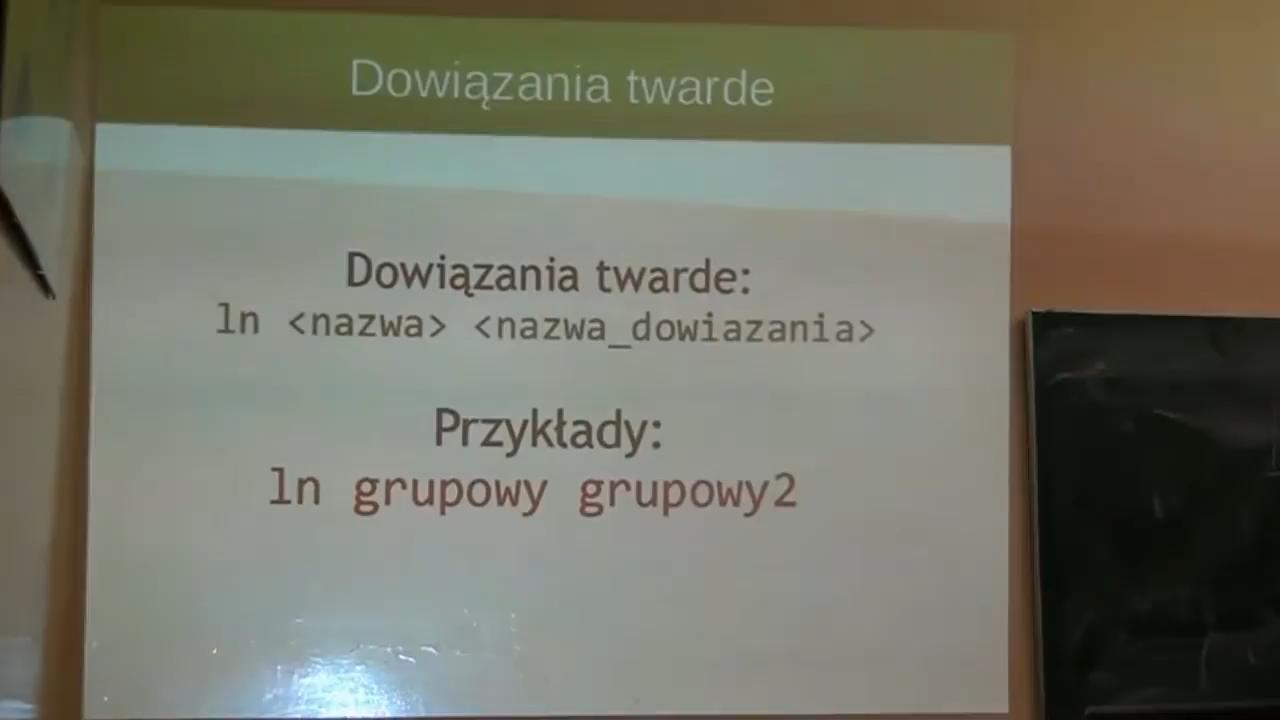 Dowiązania twarde
Dowiązania twarde:
ln <nazwa> <nazwa_dowiazania>
Przykłady:
ln grupowy grupowy2